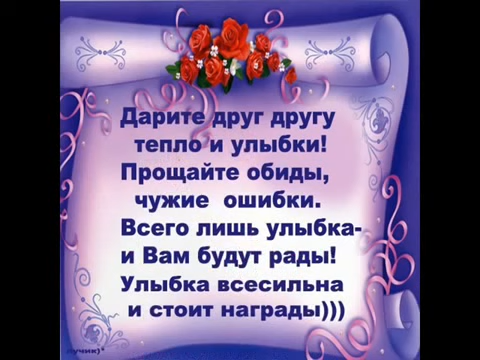 Дарите друг другу
тепло и улыбки!
Прощайте обиды,
чужие ошибки.
Всего лишь улыбка-
и Вам будут рады!
Улыбка всесильна
и стоит награды)))
лучик)*